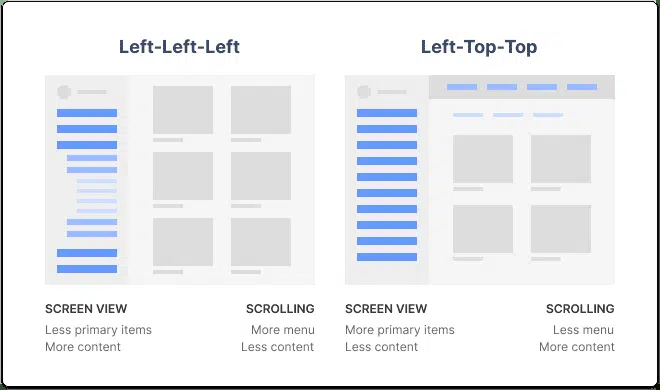 Left-Left-Left
Left-Top-Top
SCREEN VIEW
SCROLLING
Less primary items
More menu
More content
Less content
SCREEN VIEW
SCROLLING
More primary items
Less menu
Less content
More content